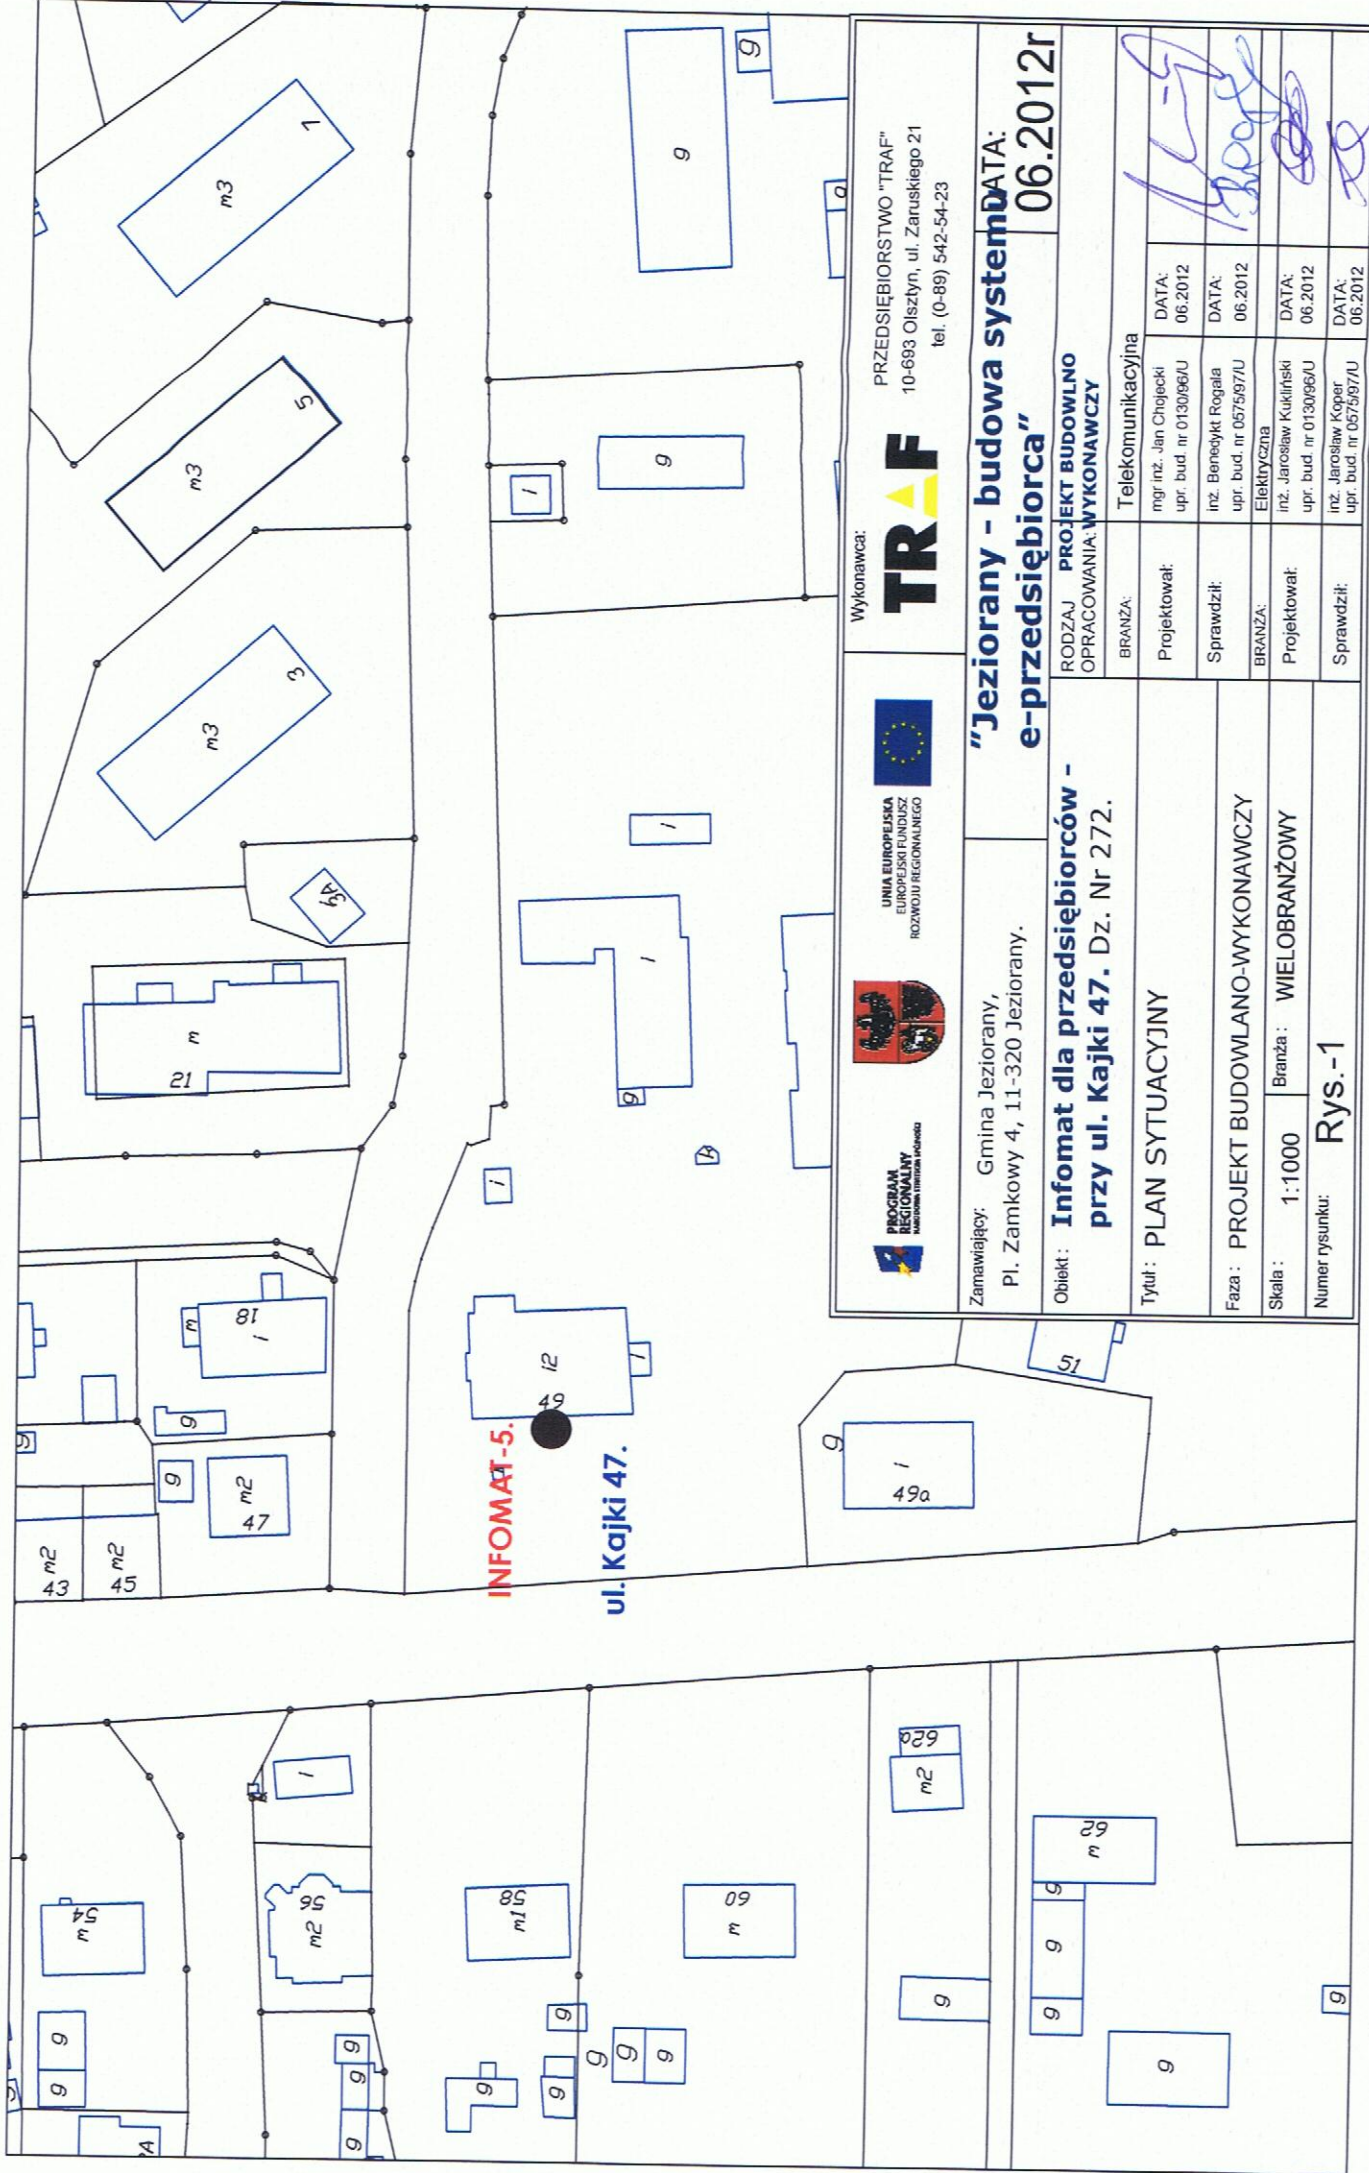 INFOMAT-5.
ul. Kajki 47.
m2
43
m2
45
m2
47
g
g
g
m
18
i
21
m
3A
m3
3
m3
5
m3
i
i2
49
i
i
g
i
i
g
g
g
g
i
49a
51
54
m
g
g
56
m2
i
g
g
g
58
m1
g
g
g
60
m
g
g
g
62a
m2
g
62
m
g
g
g
g
g
Wykonawca:
TRAF
PRZEDSIĘBIORSTWO "TRAF"
10-693 Olsztyn, ul. Zaruskiego 21
tel. (0-89) 542-54-23
PROGRAM
REGIONALNY
NARODOWA STRATEGIA SPÓJNOŚCI
UNIA EUROPEJSKA
EUROPEJSKI FUNDUSZ
ROZWOJU REGIONALNEGO
Zamawiający: Gmina Jeziorany,
Pl. Zamkowy 4, 11-320 Jeziorany.
"Jeziorany - budowa systemu
e-przedsiębiorca"
DATA:
06.2012r
Obiekt : Infomat dla przedsiębiorców -
przy ul. Kajki 47. Dz. Nr 272.
RODZAJ PROJEKT BUDOWLNO
OPRACOWANIA: WYKONAWCZY
Tytuł : PLAN SYTUACYJNY
BRANŻA: Telekomunikacyjna
Projektował: mgr inż. Jan Chojecki
upr. bud. nr 0130/96/U
DATA:
06.2012
Faza : PROJEKT BUDOWLANO-WYKONAWCZY
Sprawdził: inż. Benedykt Rogala
upr. bud. nr 0575/97/U
DATA:
06.2012
Skala : 1:1000
Branża : WIELOBRANŻOWY
BRANŻA: Elektryczna
Projektował: inż. Jarosław Kukliński
upr. bud. nr 0130/96/U
DATA:
06.2012
Numer rysunku: Rys.-1
Sprawdził: inż. Jarosław Koper
upr. bud. nr 0575/97/U
DATA:
06.2012